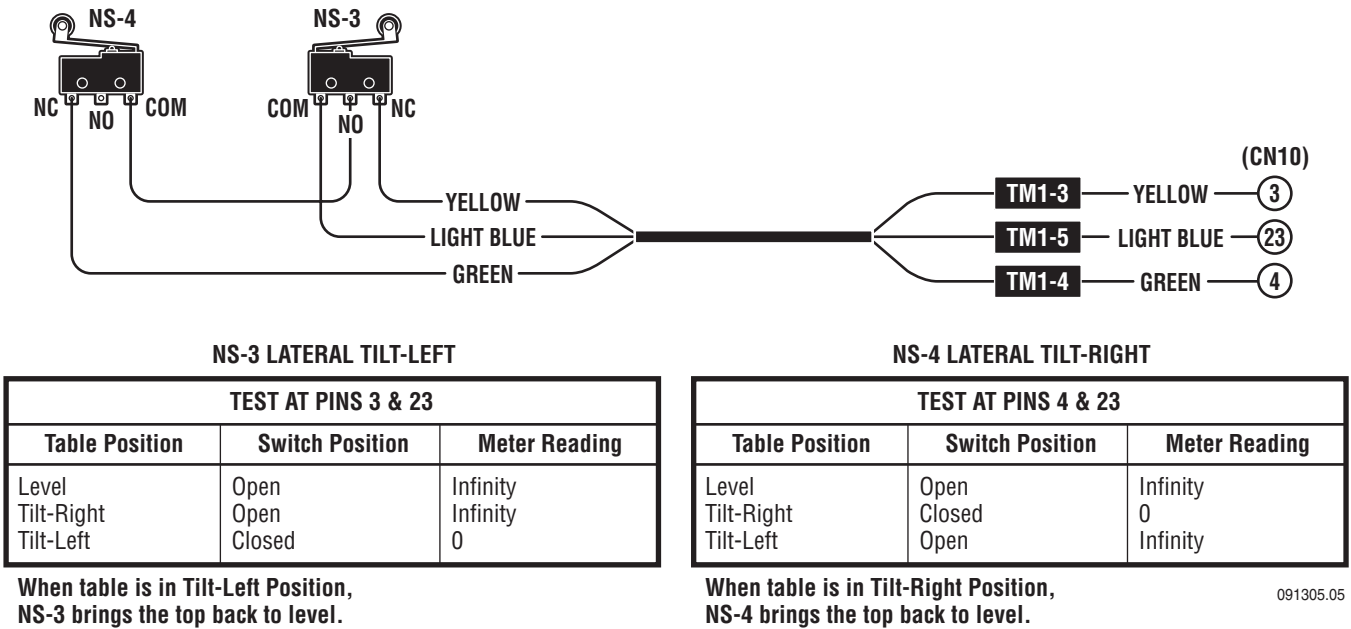 NS-4 NS-3
NC NO COM COM NO NC
(CN10)
YELLOW TM1-3 YELLOW 3
LIGHT BLUE TM1-5 LIGHT BLUE 23
GREEN TM1-4 GREEN 4
NS-3 LATERAL TILT-LEFT
TEST AT PINS 3 & 23
Table Position Switch Position Meter Reading
Level Open Infinity
Tilt-Right Open Infinity
Tilt-Left Closed 0
When table is in Tilt-Left Position,
NS-3 brings the top back to level.
NS-4 LATERAL TILT-RIGHT
TEST AT PINS 4 & 23
Table Position Switch Position Meter Reading
Level Open Infinity
Tilt-Right Closed 0
Tilt-Left Open Infinity
When table is in Tilt-Right Position,
NS-4 brings the top back to level.
091305.05